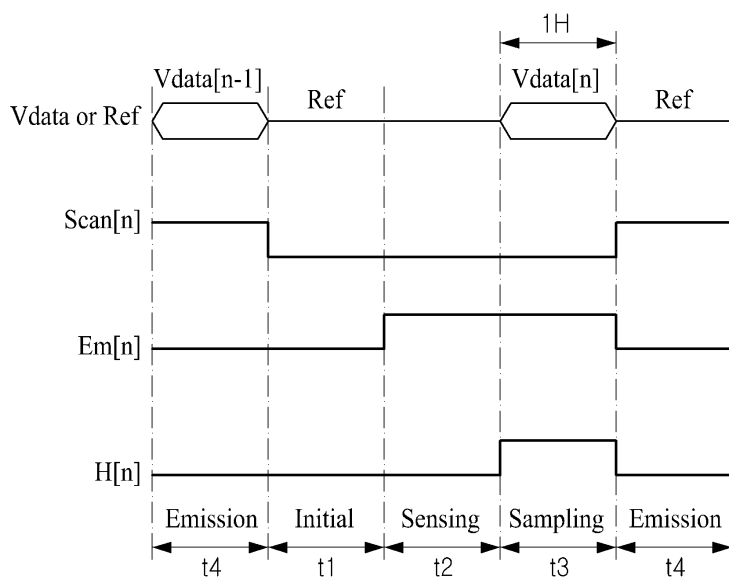 1H
Vdata[n-1]
Vdata[n]
Ref
Ref
Vdata or Ref
Scan[n]
Em[n]
H[n]
Emission
Initial
Sensing
Sampling
Emission
t4
t1
t2
t3
t4